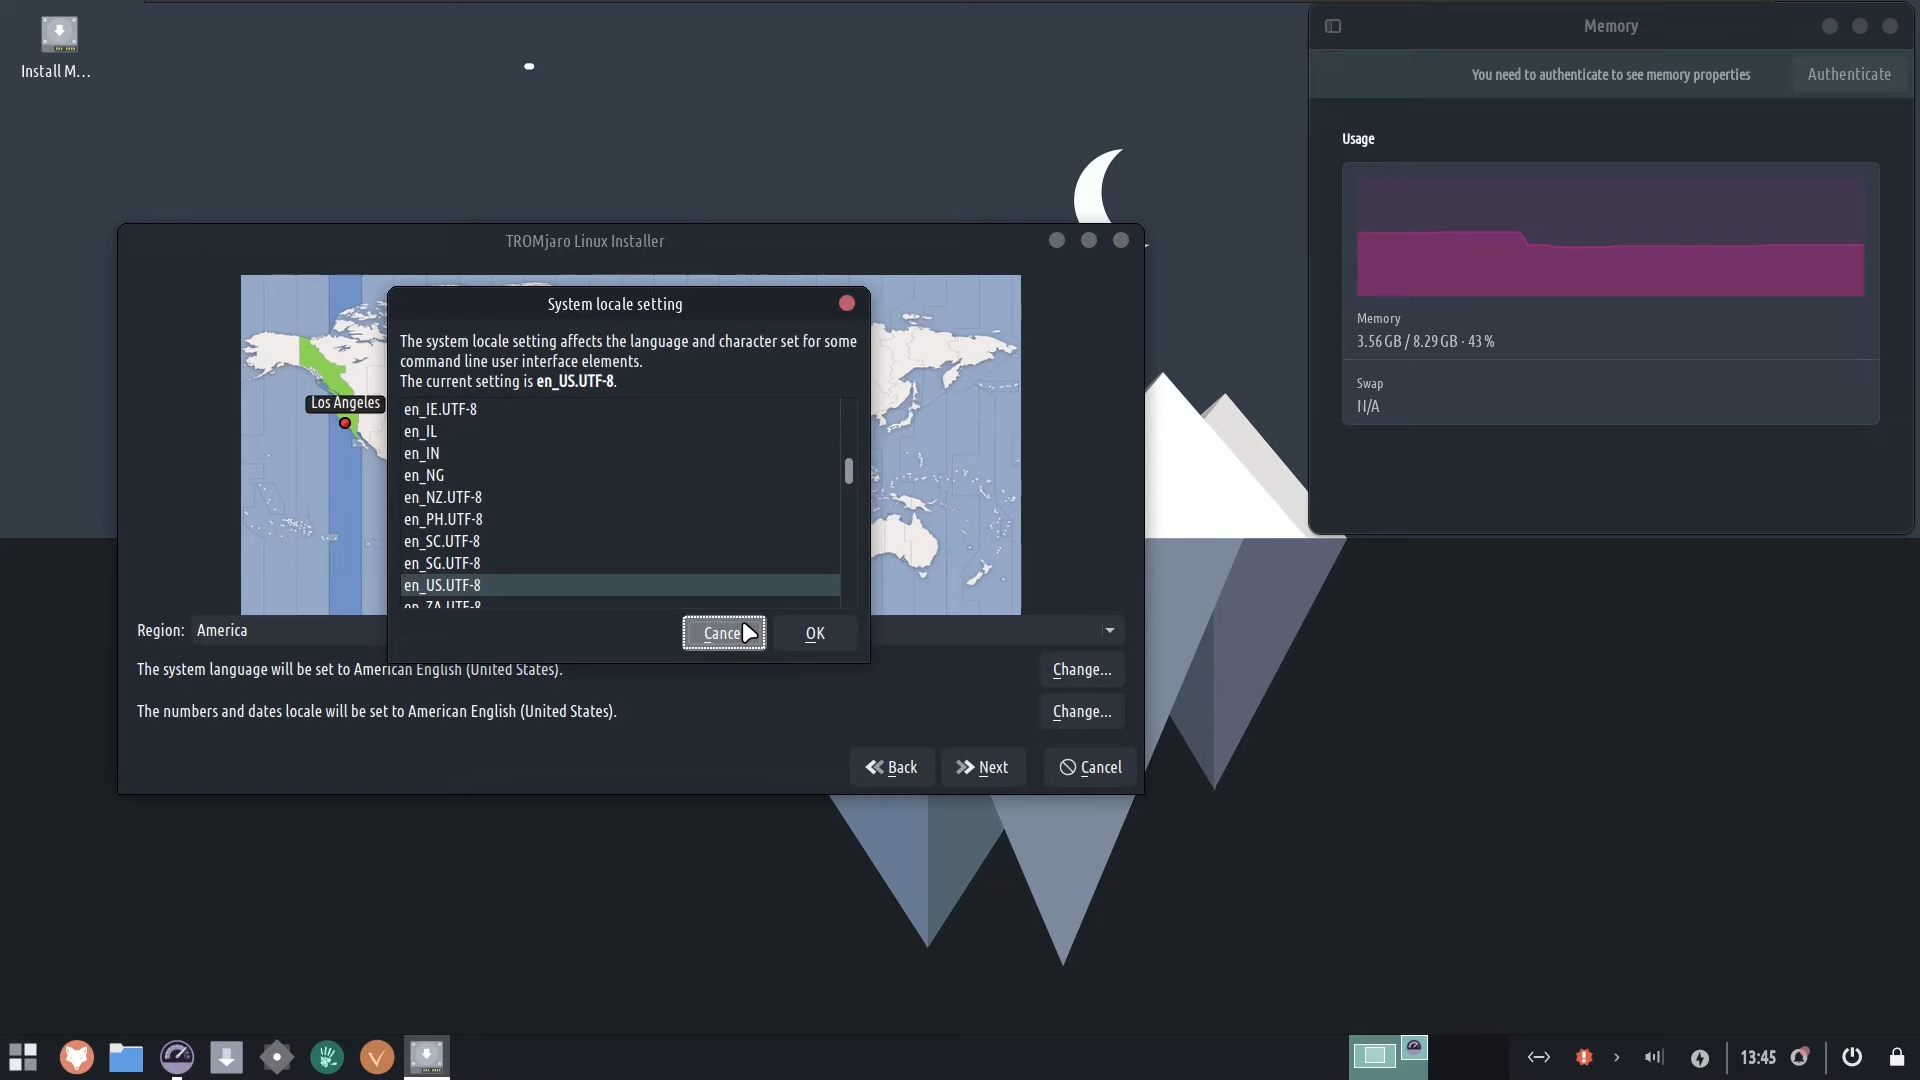 Install M...
Memory
You need to authenticate to see memory properties
Authenticate
Usage
Memory
3.56 GB / 8.29 GB · 43 %
Swap
N/A
TROMjaro Linux Installer
Los Angeles
System locale setting
The system locale setting affects the language and character set for some
command line user interface elements.
The current setting is en_US.UTF-8.
en_IE.UTF-8
en_IL
en_IN
en_NG
en_NZ.UTF-8
en_PH.UTF-8
en_SC.UTF-8
en_SG.UTF-8
en_US.UTF-8
en_ZA.UTF-8
Cancel
OK
Region: America
The system language will be set to American English (United States).
Change...
The numbers and dates locale will be set to American English (United States).
Change...
Back
Next
Cancel
13:45